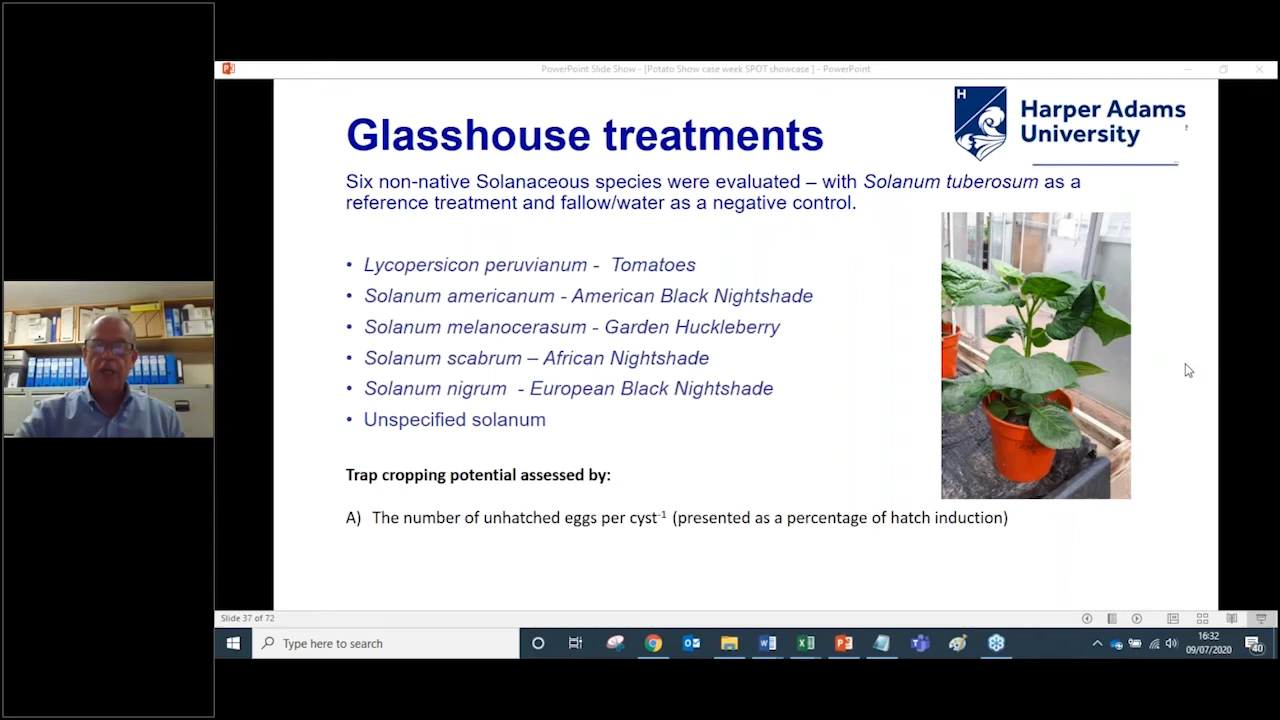 PowerPoint Slide Show - [Potato Show case week SPOT showcase ] - PowerPoint
H
Harper Adams
University
Glasshouse treatments
Six non-native Solanaceous species were evaluated – with Solanum tuberosum as a
reference treatment and fallow/water as a negative control.
• Lycopersicon peruvianum - Tomatoes
• Solanum americanum - American Black Nightshade
• Solanum melanocerasum - Garden Huckleberry
• Solanum scabrum – African Nightshade
• Solanum nigrum - European Black Nightshade
• Unspecified solanum
Trap cropping potential assessed by:
A) The number of unhatched eggs per cyst⁻¹ (presented as a percentage of hatch induction)
Slide 37 of 72
Type here to search
16:32
09/07/2020
40